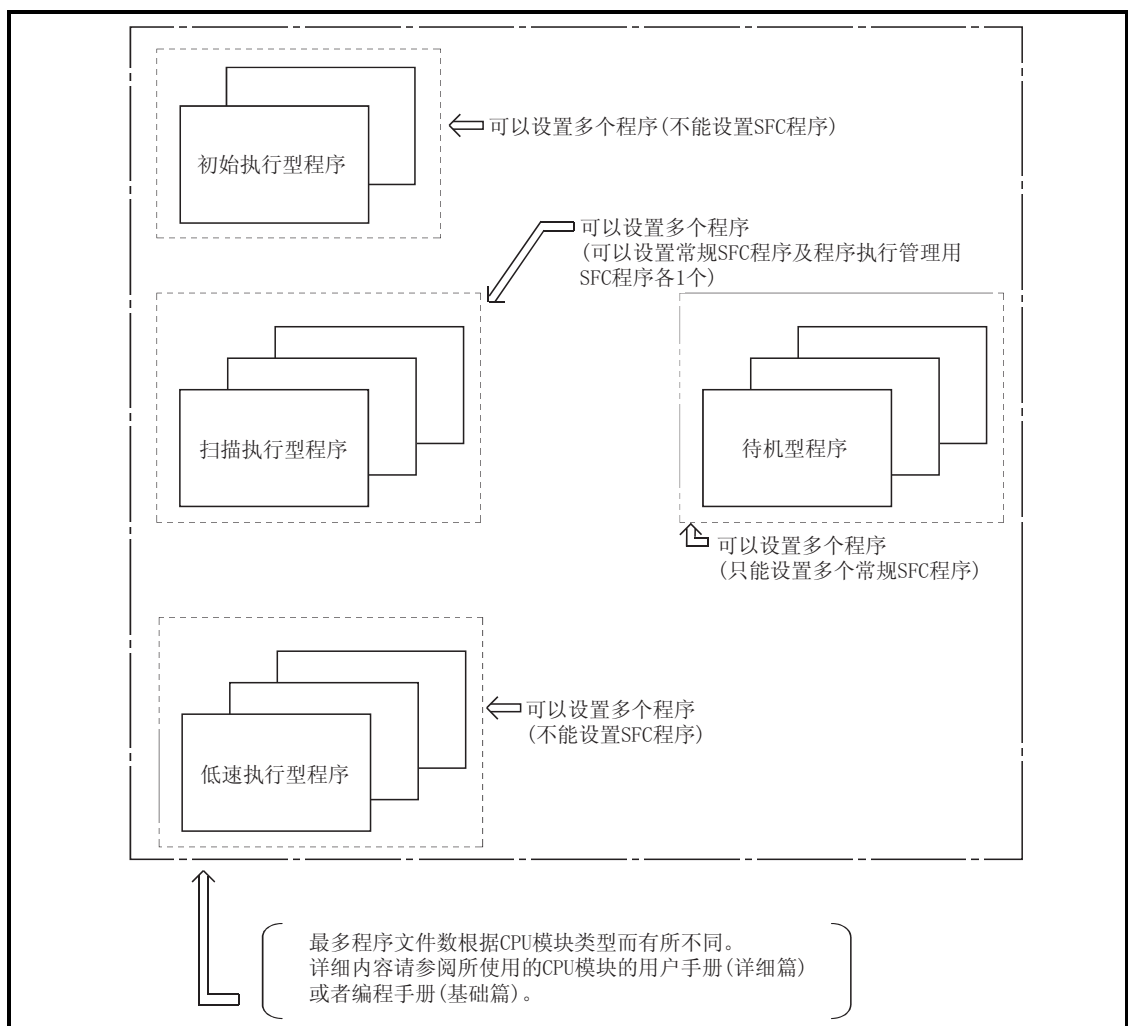 初始执行型程序
可以设置多个程序(不能设置SFC程序)
可以设置多个程序
(可以设置常规SFC程序及程序执行管理用
SFC程序各1个)
扫描执行型程序
待机型程序
可以设置多个程序
(只能设置多个常规SFC程序)
低速执行型程序
可以设置多个程序
(不能设置SFC程序)
最多程序文件数根据CPU模块类型而有所不同。
详细内容请参阅所使用的CPU模块的用户手册(详细篇)
或者编程手册(基础篇)。